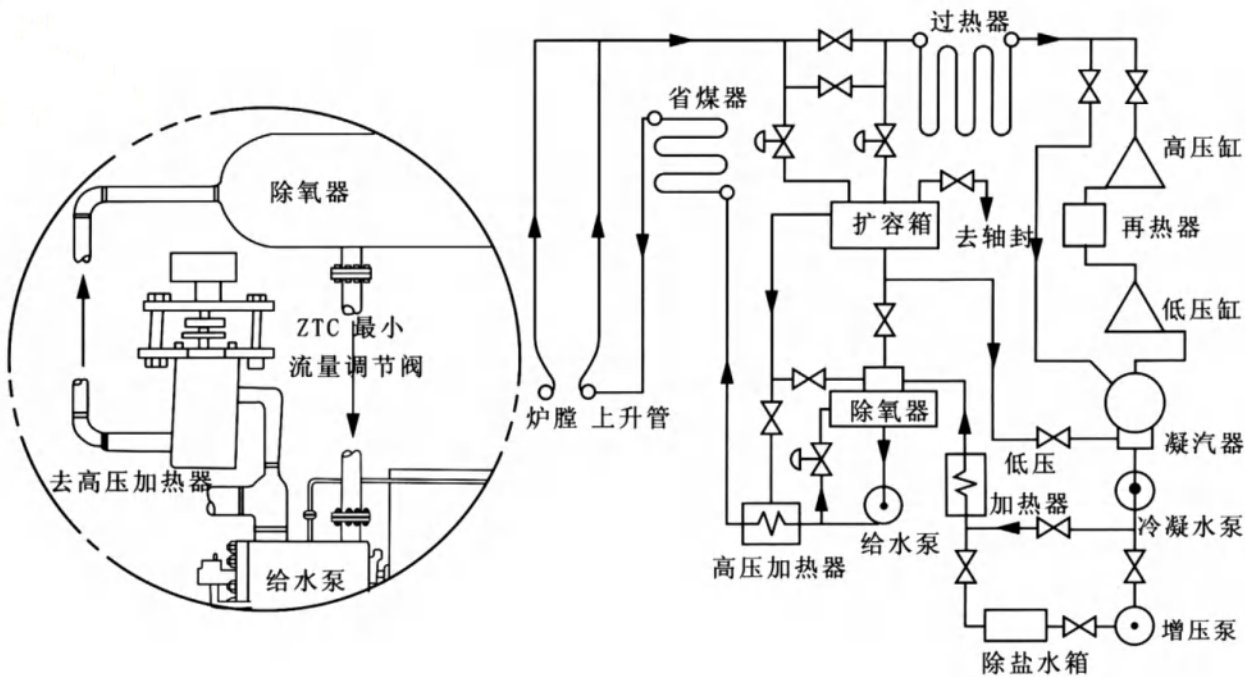 除氧器
ZTC 最小
流量调节阀
去高压加热器
给水泵
过热器
省煤器
高压缸
扩容箱
去轴封
再热器
低压缸
炉膛 上升管
除氧器
凝汽器
低压
加热器
给水泵
冷凝水泵
高压加热器
增压泵
除盐水箱